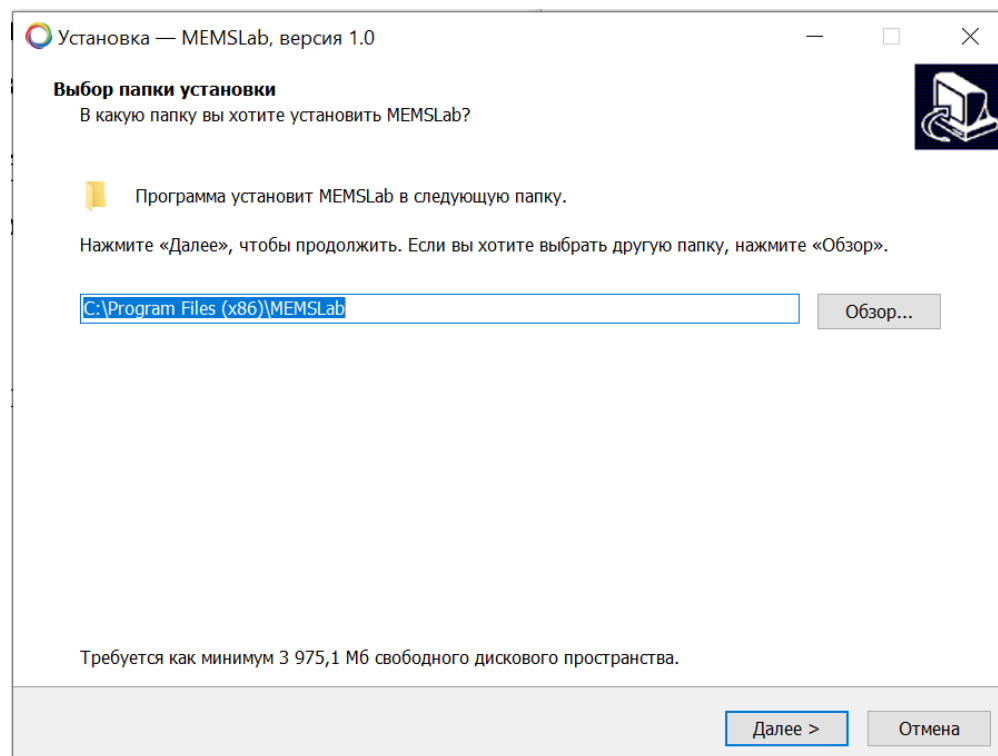 Установка — MEMSLab, версия 1.0
Выбор папки установки
В какую папку вы хотите установить MEMSLab?
Программа установит MEMSLab в следующую папку.
Нажмите «Далее», чтобы продолжить. Если вы хотите выбрать другую папку, нажмите «Обзор».
C:\Program Files (x86)\MEMSLab
Обзор...
Требуется как минимум 3 975,1 Мб свободного дискового пространства.
Далее >
Отмена